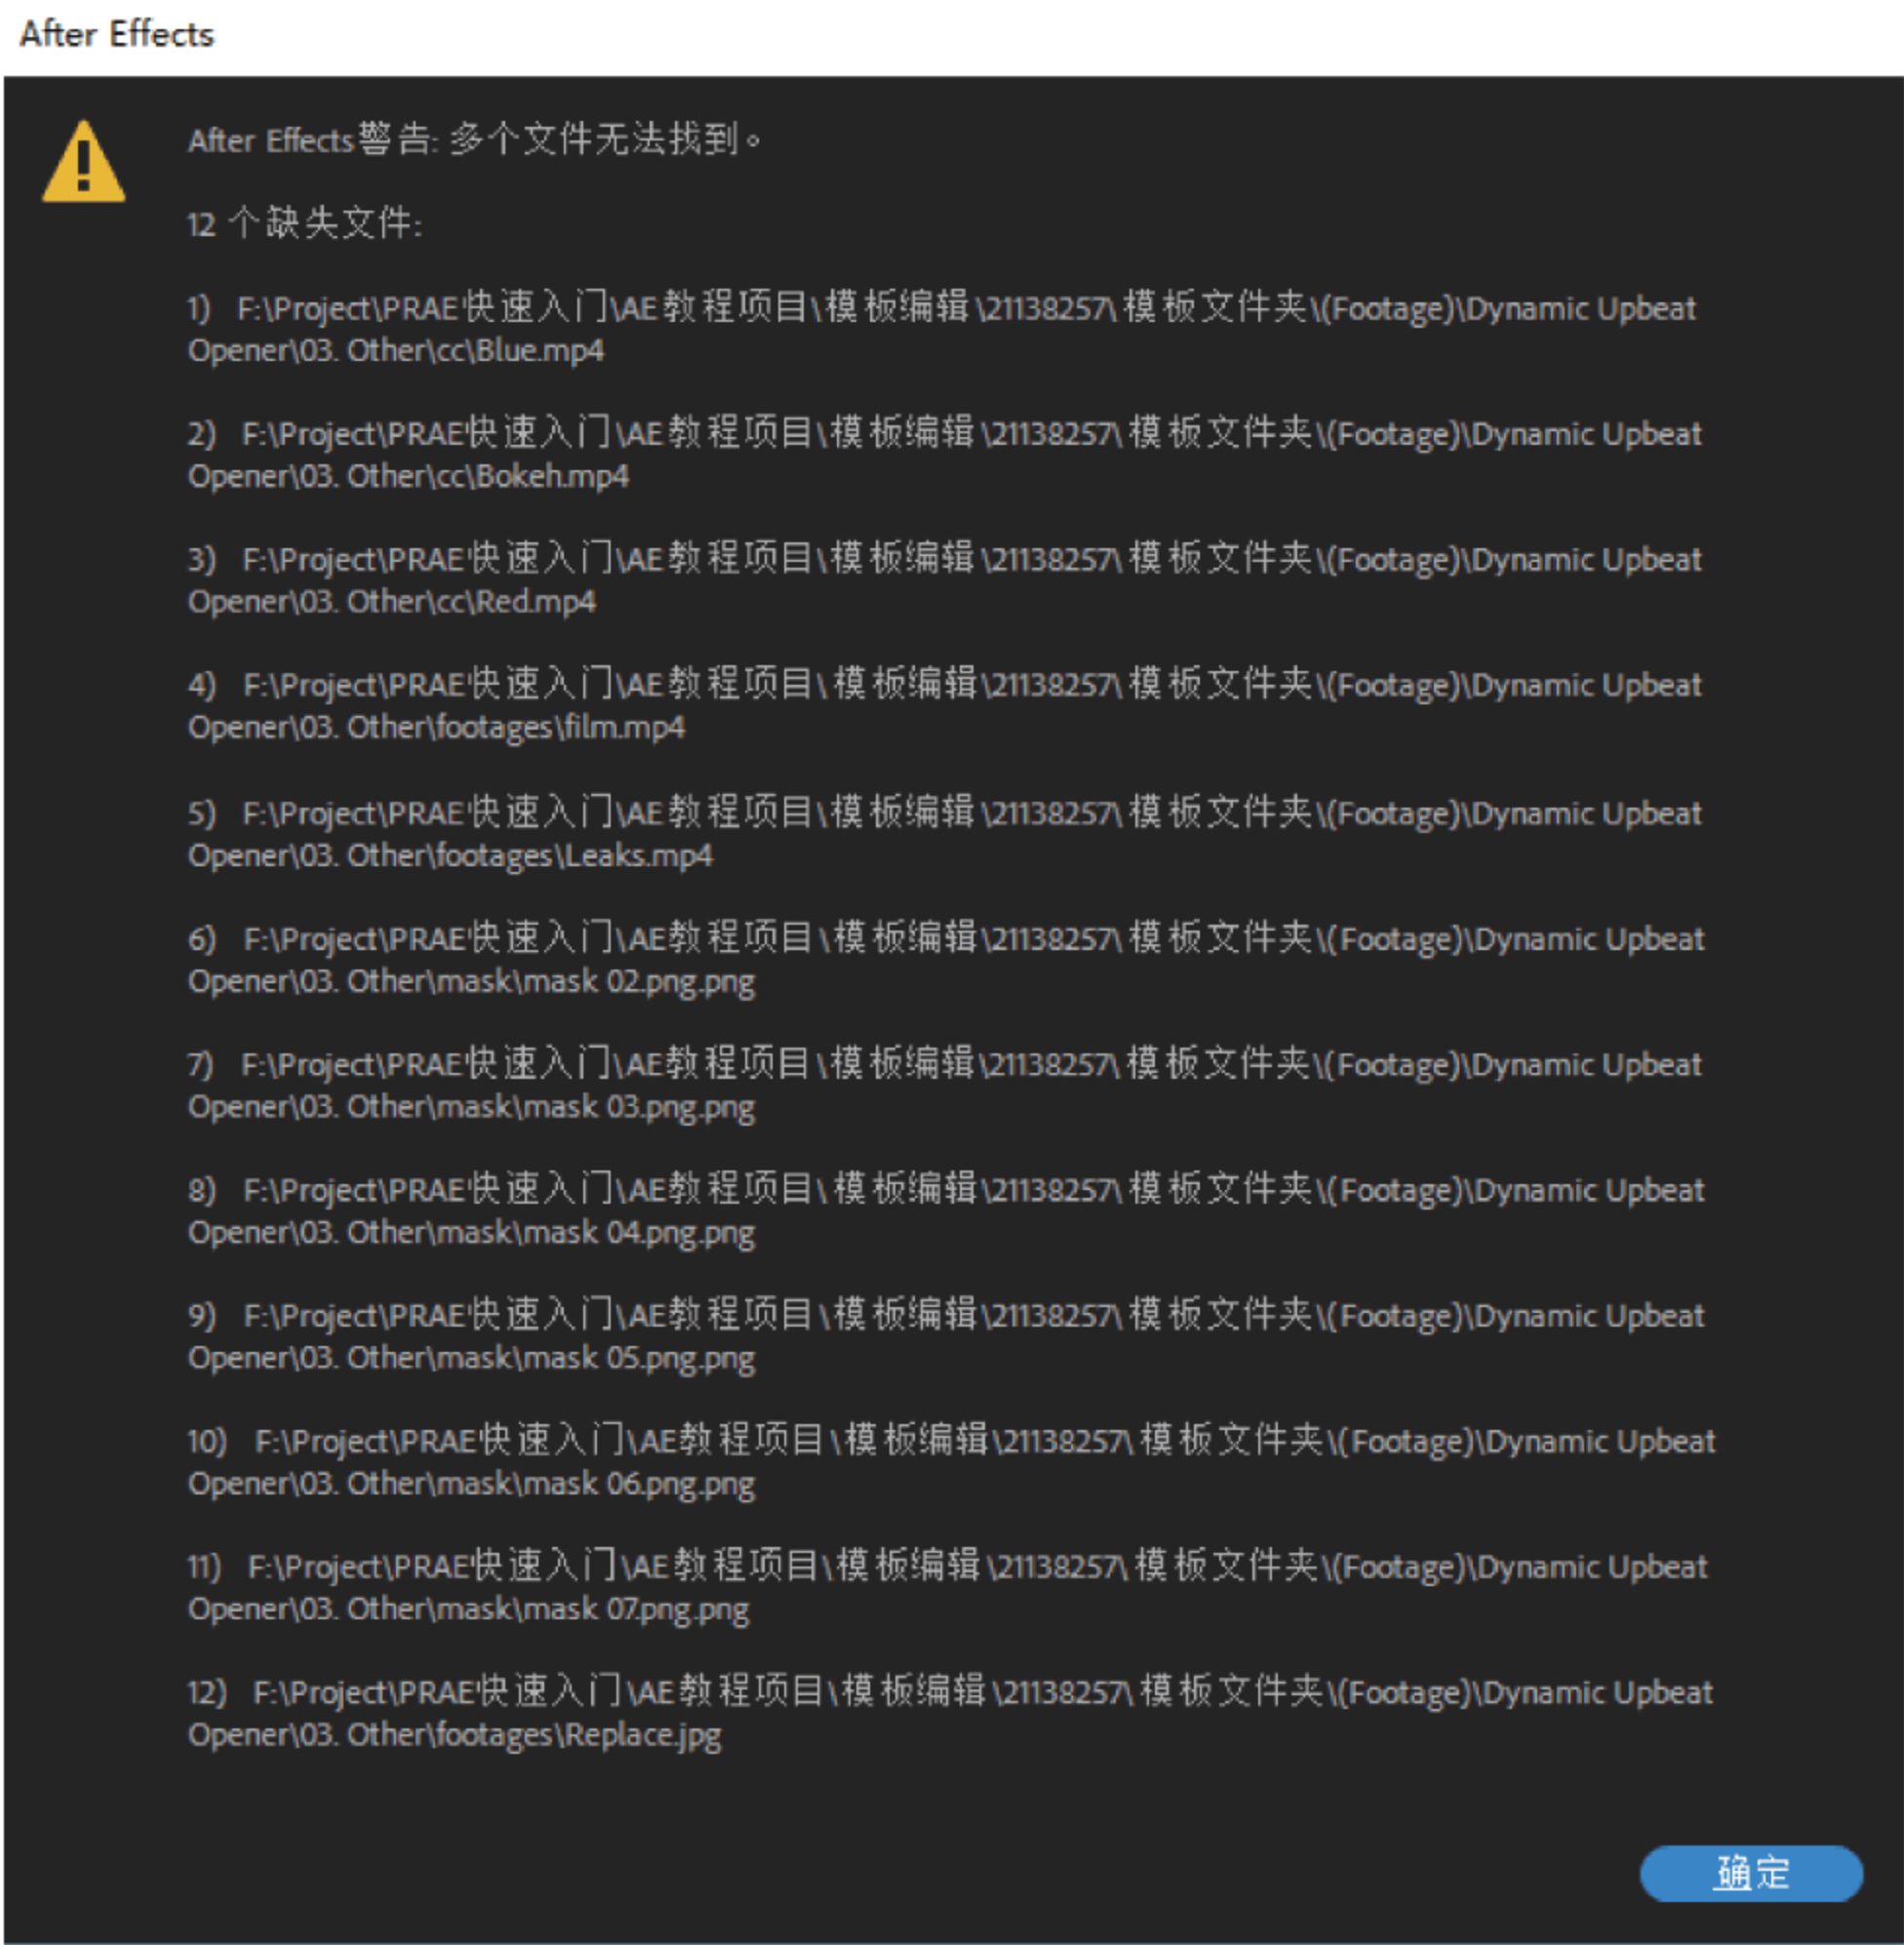 After Effects
After Effects警告: 多个文件无法找到。
12 个缺失文件:
1) F:\Project\PRAE快速入门\AE教程项目\模板编辑\21138257\模板文件夹\(Footage)\Dynamic Upbeat
Opener\03. Other\cc\Blue.mp4
2) F:\Project\PRAE快速入门\AE教程项目\模板编辑\21138257\模板文件夹\(Footage)\Dynamic Upbeat
Opener\03. Other\cc\Bokeh.mp4
3) F:\Project\PRAE快速入门\AE教程项目\模板编辑\21138257\模板文件夹\(Footage)\Dynamic Upbeat
Opener\03. Other\cc\Red.mp4
4) F:\Project\PRAE快速入门\AE教程项目\模板编辑\21138257\模板文件夹\(Footage)\Dynamic Upbeat
Opener\03. Other\footages\film.mp4
5) F:\Project\PRAE快速入门\AE教程项目\模板编辑\21138257\模板文件夹\(Footage)\Dynamic Upbeat
Opener\03. Other\footages\Leaks.mp4
6) F:\Project\PRAE快速入门\AE教程项目\模板编辑\21138257\模板文件夹\(Footage)\Dynamic Upbeat
Opener\03. Other\mask\mask 02.png.png
7) F:\Project\PRAE快速入门\AE教程项目\模板编辑\21138257\模板文件夹\(Footage)\Dynamic Upbeat
Opener\03. Other\mask\mask 03.png.png
8) F:\Project\PRAE快速入门\AE教程项目\模板编辑\21138257\模板文件夹\(Footage)\Dynamic Upbeat
Opener\03. Other\mask\mask 04.png.png
9) F:\Project\PRAE快速入门\AE教程项目\模板编辑\21138257\模板文件夹\(Footage)\Dynamic Upbeat
Opener\03. Other\mask\mask 05.png.png
10) F:\Project\PRAE快速入门\AE教程项目\模板编辑\21138257\模板文件夹\(Footage)\Dynamic Upbeat
Opener\03. Other\mask\mask 06.png.png
11) F:\Project\PRAE快速入门\AE教程项目\模板编辑\21138257\模板文件夹\(Footage)\Dynamic Upbeat
Opener\03. Other\mask\mask 07.png.png
12) F:\Project\PRAE快速入门\AE教程项目\模板编辑\21138257\模板文件夹\(Footage)\Dynamic Upbeat
Opener\03. Other\footages\Replace.jpg
确定